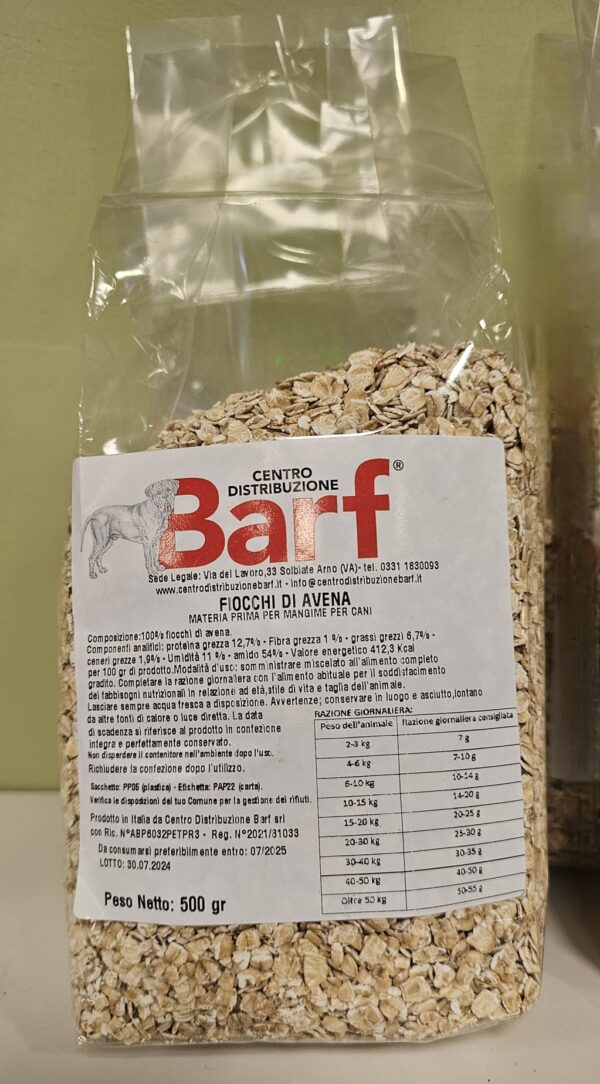 CENTRO
DISTRIBUZIONE
Barf®
Sede Legale: Via del Lavoro,33 Solbiate Arno (VA)- tel. 0331 1830093
www.centrodistribuzionebarf.it - info@centrodistribuzionebarf.it
FIOCCHI DI AVENA
MATERIA PRIMA PER MANGIME PER CANI
Composizione:100% fiocchi di avena.
Componenti analitici: proteina grezza 12,7% - Fibra grezza 1 % - grassi grezzi 6,7% -
ceneri grezze 1,9% - Umidità 11 % - amido 54% - Valore energetico 412,3 Kcal
per 100 gr di prodotto.Modalità d'uso: somministrare miscelato all'alimento completo
gradito. Completare la razione giornaliera con l'alimento abituale per il soddisfacimento
dei fabbisogni nutrizionali in relazione ad età,stile di vita e taglia dell'animale.
Lasciare sempre acqua fresca a disposizione. Avvertenze: conservare in luogo e asciutto,lontano
da altre fonti di calore o luce diretta. La data
di scadenza si riferisce al prodotto in confezione
integra e perfettamente conservato.
Non disperdere il contenitore nell'ambiente dopo l'uso.
Richiudere la confezione dopo l'utilizzo.
Sacchetto: PP05 (plastica) - Etichette: PAP22 (carta).
Verifica le disposizioni del tuo Comune per la gestione dei rifiuti.
Prodotto in Italia da Centro Distribuzione Barf srl
con Ric. N°ABP6032PETPR3 - Reg. N°2021/31033
Da consumarsi preferibilmente entro: 07/2025
LOTTO: 30.07.2024
Peso Netto: 500 gr
RAZIONE GIORNALIERA:
Peso dell'animale Razione giornaliera consigliata
2-3 kg 7 g
4-6 kg 7-10 g
6-10 kg 10-14 g
10-15 kg 14-20 g
15-20 kg 20-25 g
20-30 kg 25-30 g
30-40 kg 30-35 g
40-50 kg 40-50 g
Oltre 50 kg 50-55 g